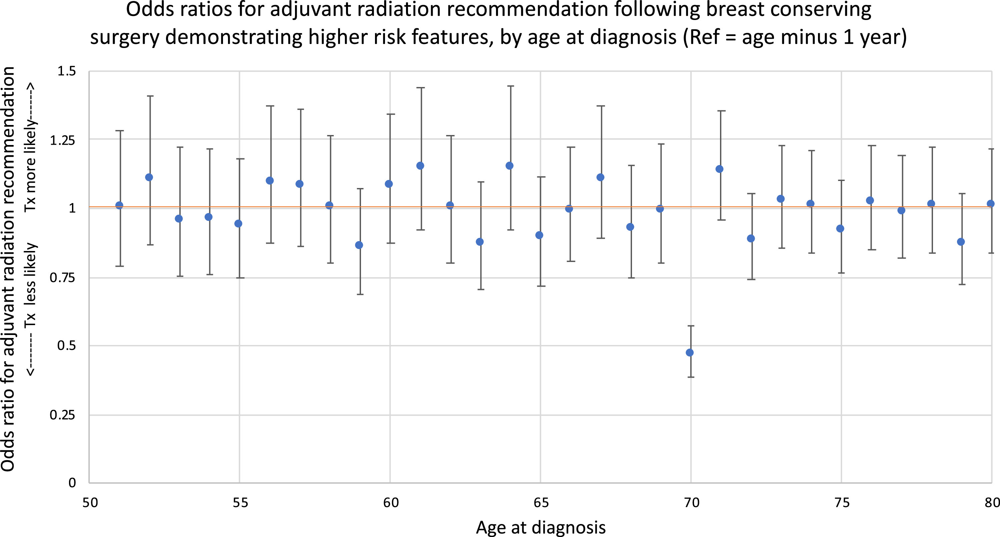 Odds ratios for adjuvant radiation recommendation following breast conserving
surgery demonstrating higher risk features, by age at diagnosis (Ref = age minus 1 year)
Odds ratio for adjuvant radiation recommendation
<------- Tx  less likely     Tx more likely------>
1.5
1.25
1
0.75
0.5
0.25
0
50 55 60 65 70 75 80
Age at diagnosis